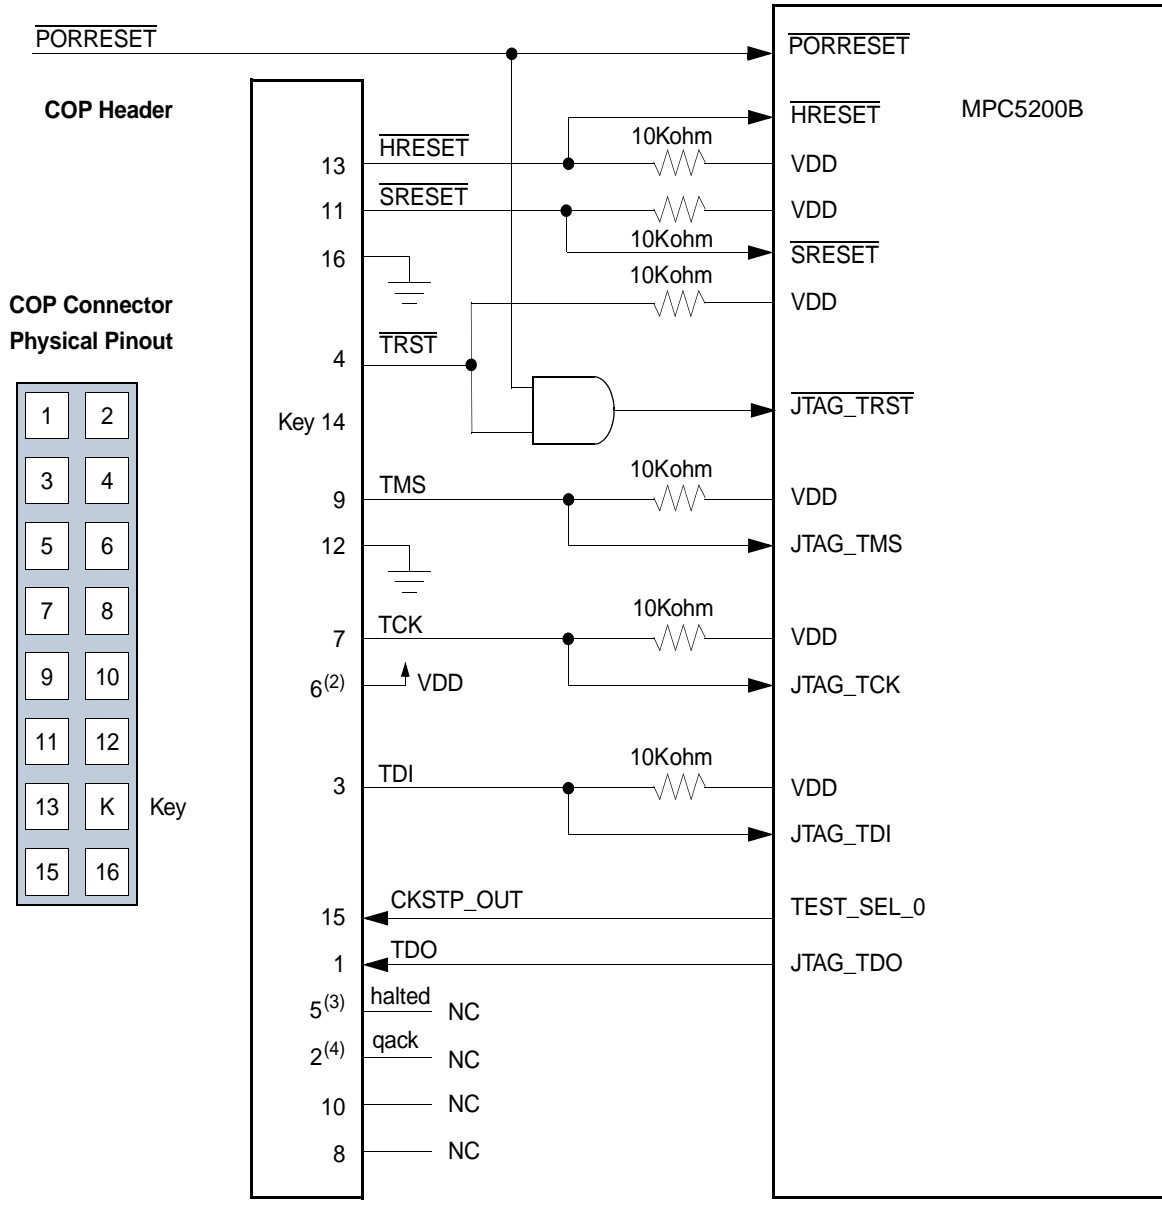 PORRESET
PORRESET
COP Header
HRESET
MPC5200B
10Kohm
13 HRESET
VDD
11 SRESET
VDD
10Kohm
SRESET
16
10Kohm
VDD
COP Connector
Physical Pinout
4 TRST
JTAG_TRST
Key 14
1 2
3 4
5 6
7 8
9 10
11 12
13 K Key
15 16
10Kohm
9 TMS
VDD
12
JTAG_TMS
10Kohm
7 TCK
VDD
6(2) VDD
JTAG_TCK
10Kohm
3 TDI
VDD
JTAG_TDI
15 CKSTP_OUT
TEST_SEL_0
1 TDO
JTAG_TDO
5(3) halted NC
2(4) qack NC
10 NC
8 NC